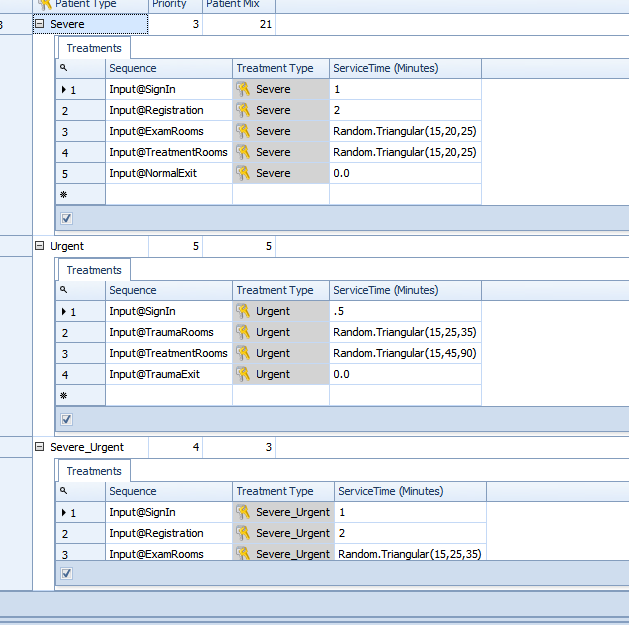 Patient Type Priority Patient Mix
3 Severe 3 21
Treatments
Sequence Treatment Type ServiceTime (Minutes)
1 Input@SignIn Severe 1
2 Input@Registration Severe 2
3 Input@ExamRooms Severe Random.Triangular(15,20,25)
4 Input@TreatmentRooms Severe Random.Triangular(15,20,25)
5 Input@NormalExit Severe 0.0
Urgent 5 5
Treatments
Sequence Treatment Type ServiceTime (Minutes)
1 Input@SignIn Urgent .5
2 Input@TraumaRooms Urgent Random.Triangular(15,25,35)
3 Input@TreatmentRooms Urgent Random.Triangular(15,45,90)
4 Input@TraumaExit Urgent 0.0
Severe_Urgent 4 3
Treatments
Sequence Treatment Type ServiceTime (Minutes)
1 Input@SignIn Severe_Urgent 1
2 Input@Registration Severe_Urgent 2
3 Input@ExamRooms Severe_Urgent Random.Triangular(15,25,35)